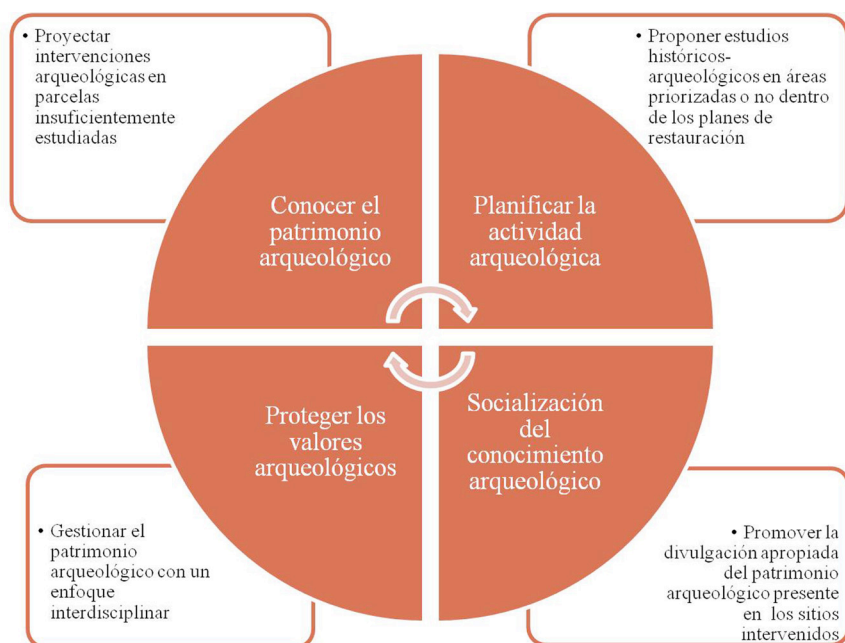 • Proyectar
intervenciones
arqueológicas en
parcelas
insuficientemente
estudiadas
• Proponer estudios
históricos-
arqueológicos en áreas
priorizadas o no dentro
de los planes de
restauración
Conocer el
patrimonio
arqueológico
Planificar la
actividad
arqueológica
Proteger los
valores
arqueológicos
Socialización
del
conocimiento
arqueológico
• Gestionar el
patrimonio
arqueológico con un
enfoque
interdisciplinar
• Promover la
divulgación apropiada
del patrimonio
arqueológico presente
en los sitios
intervenidos